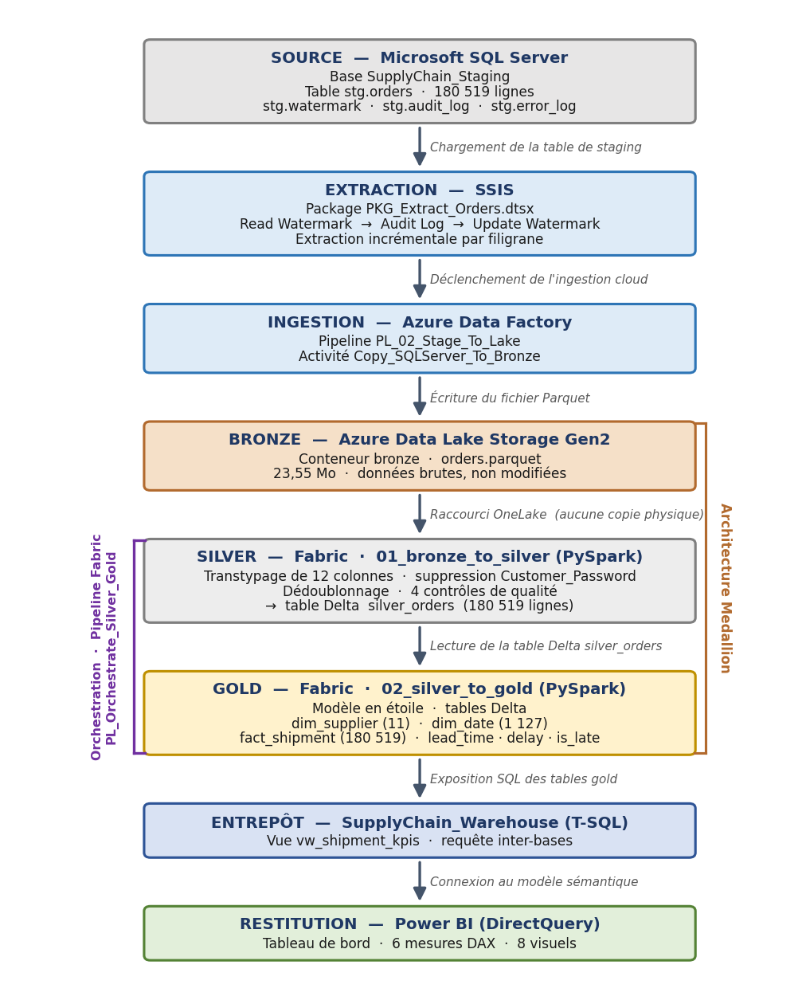 SOURCE — Microsoft SQL Server
Base SupplyChain_Staging
Table stg.orders · 180 519 lignes
stg.watermark · stg.audit_log · stg.error_log
Chargement de la table de staging
EXTRACTION — SSIS
Package PKG_Extract_Orders.dtsx
Read Watermark → Audit Log → Update Watermark
Extraction incrémentale par filigrane
Déclenchement de l'ingestion cloud
INGESTION — Azure Data Factory
Pipeline PL_02_Stage_To_Lake
Activité Copy_SQLServer_To_Bronze
Écriture du fichier Parquet
BRONZE — Azure Data Lake Storage Gen2
Conteneur bronze · orders.parquet
23,55 Mo · données brutes, non modifiées
Raccourci OneLake (aucune copie physique)
SILVER — Fabric · 01_bronze_to_silver (PySpark)
Transtypage de 12 colonnes · suppression Customer_Password
Dédoublonnage · 4 contrôles de qualité
→ table Delta silver_orders (180 519 lignes)
Lecture de la table Delta silver_orders
GOLD — Fabric · 02_silver_to_gold (PySpark)
Modèle en étoile · tables Delta
dim_supplier (11) · dim_date (1 127)
fact_shipment (180 519) · lead_time · delay · is_late
Orchestration · Pipeline Fabric
PL_Orchestrate_Silver_Gold
Architecture Medallion
Exposition SQL des tables gold
ENTREPÔT — SupplyChain_Warehouse (T-SQL)
Vue vw_shipment_kpis · requête inter-bases
Connexion au modèle sémantique
RESTITUTION — Power BI (DirectQuery)
Tableau de bord · 6 mesures DAX · 8 visuels